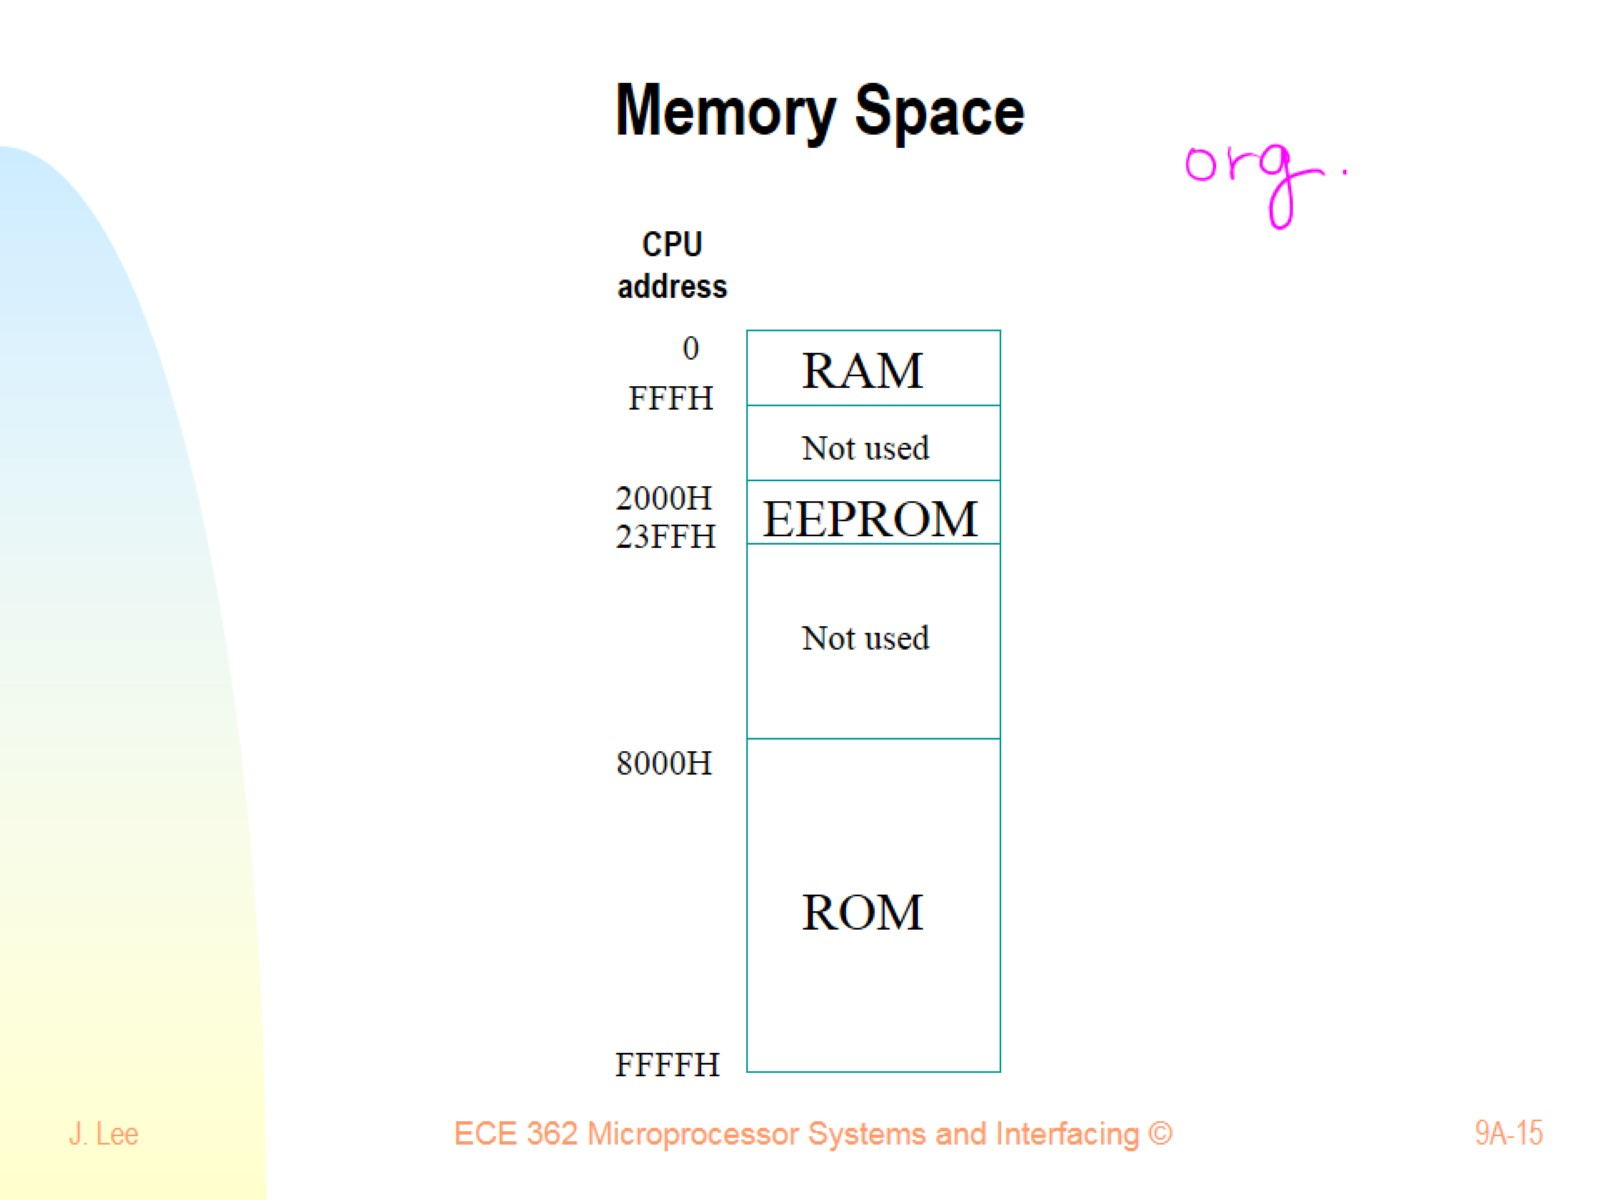 Memory Space
org.
CPU
address
0
RAM
FFFH
Not used
2000H
EEPROM
23FFH
Not used
8000H
ROM
FFFFH
J. Lee
ECE 362 Microprocessor Systems and Interfacing ©
9A-15